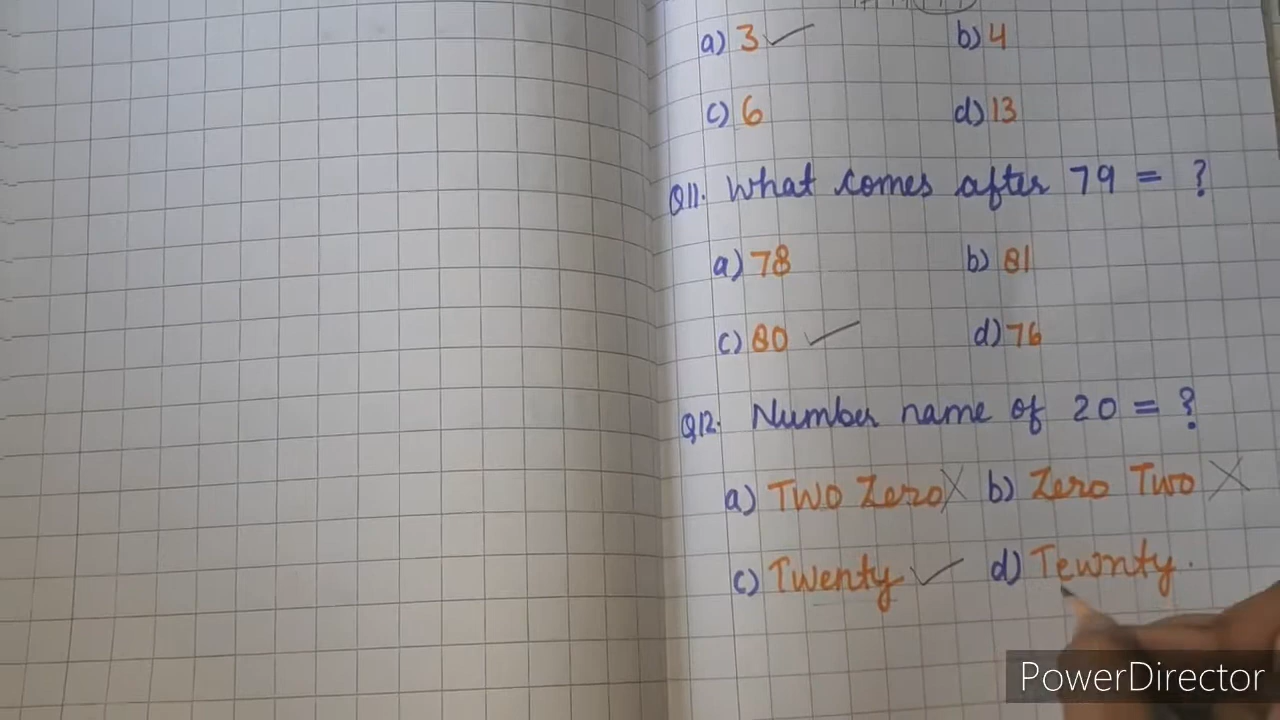 a) 3 ✓ b) 4
c) 6 d) 13
Q11. What comes after 79 = ?
a) 78 b) 81
c) 80 ✓ d) 76
Q12. Number name of 20 = ?
a) Two Zero X b) Zero Two X
c) Twenty ✓ d) Tewnty.
PowerDirector